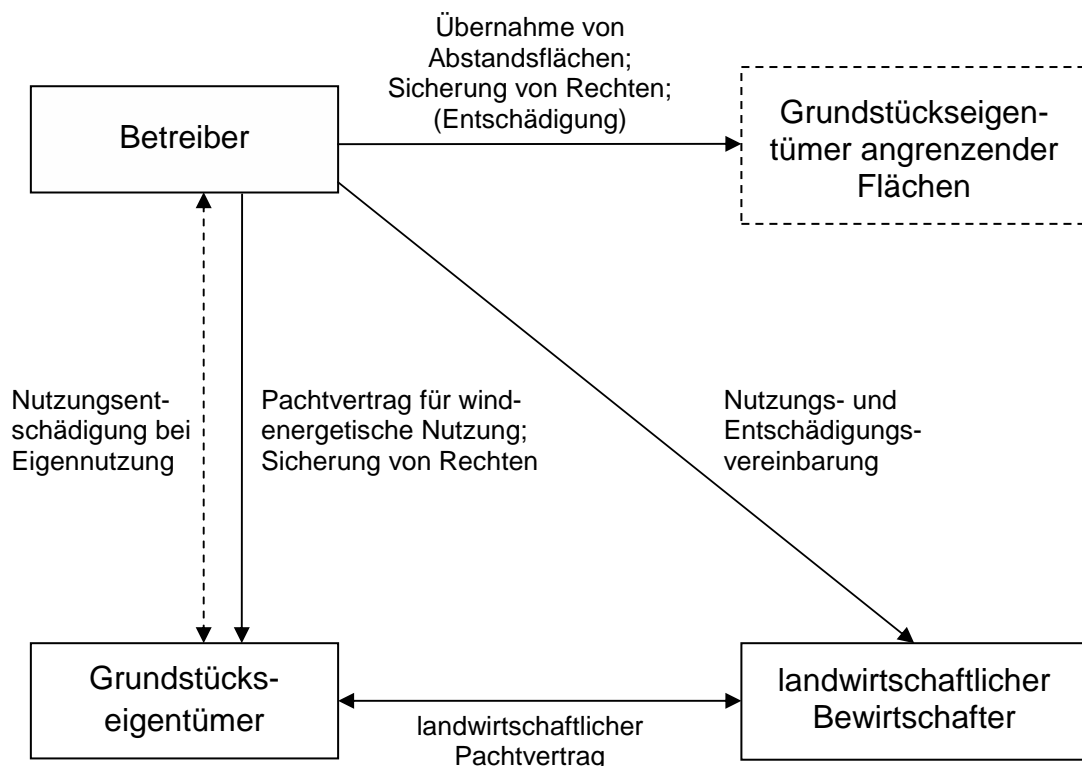 Übernahme von
Abstandsflächen;
Sicherung von Rechten;
(Entschädigung)
Betreiber
Grundstückseigen-
tümer angrenzender
Flächen
Nutzungsent-
schädigung bei
Eigennutzung
Pachtvertrag für wind-
energetische Nutzung;
Sicherung von Rechten
Nutzungs- und
Entschädigungs-
vereinbarung
Grundstücks-
eigentümer
landwirtschaftlicher
Pachtvertrag
landwirtschaftlicher
Bewirtschafter